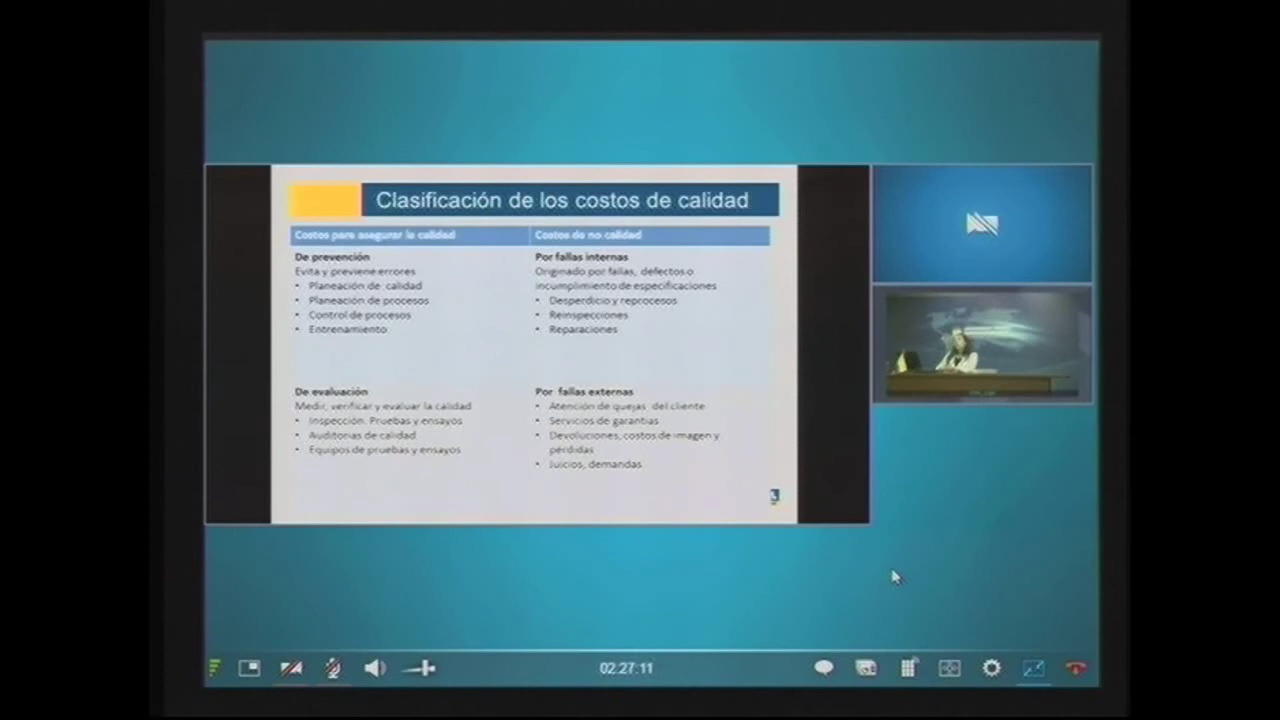 Clasificación de los costos de calidad
Costos para asegurar la calidad
Costos de no calidad
De prevención
Evita y previene errores
• Planeación de calidad
• Planeación de procesos
• Control de procesos
• Entrenamiento
Por fallas internas
Originado por fallas, defectos o
incumplimiento de especificaciones
• Desperdicio y reprocesos
• Reinspecciones
• Reparaciones
De evaluación
Medir, verificar y evaluar la calidad
• Inspección. Pruebas y ensayos
• Auditorias de calidad
• Equipos de pruebas y ensayos
Por fallas externas
• Atención de quejas del cliente
• Servicios de garantías
• Devoluciones, costos de imagen y
pérdidas
• Juicios, demandas
02:27:11